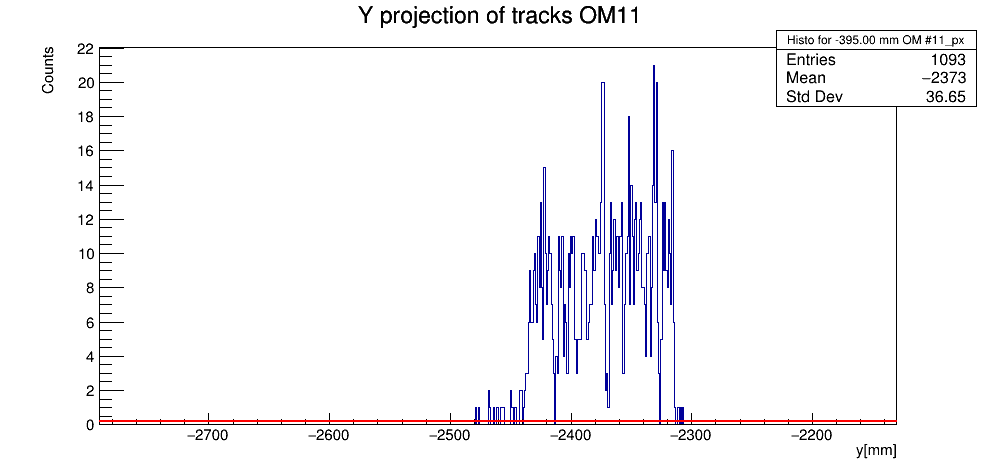 Y projection of tracks OM11
Histo for -395.00 mm OM #11_px
Entries 1093
Mean −2373
Std Dev 36.65
Counts
22
20
18
16
14
12
10
8
6
4
2
0
−2700 −2600 −2500 −2400 −2300 −2200
y[mm]